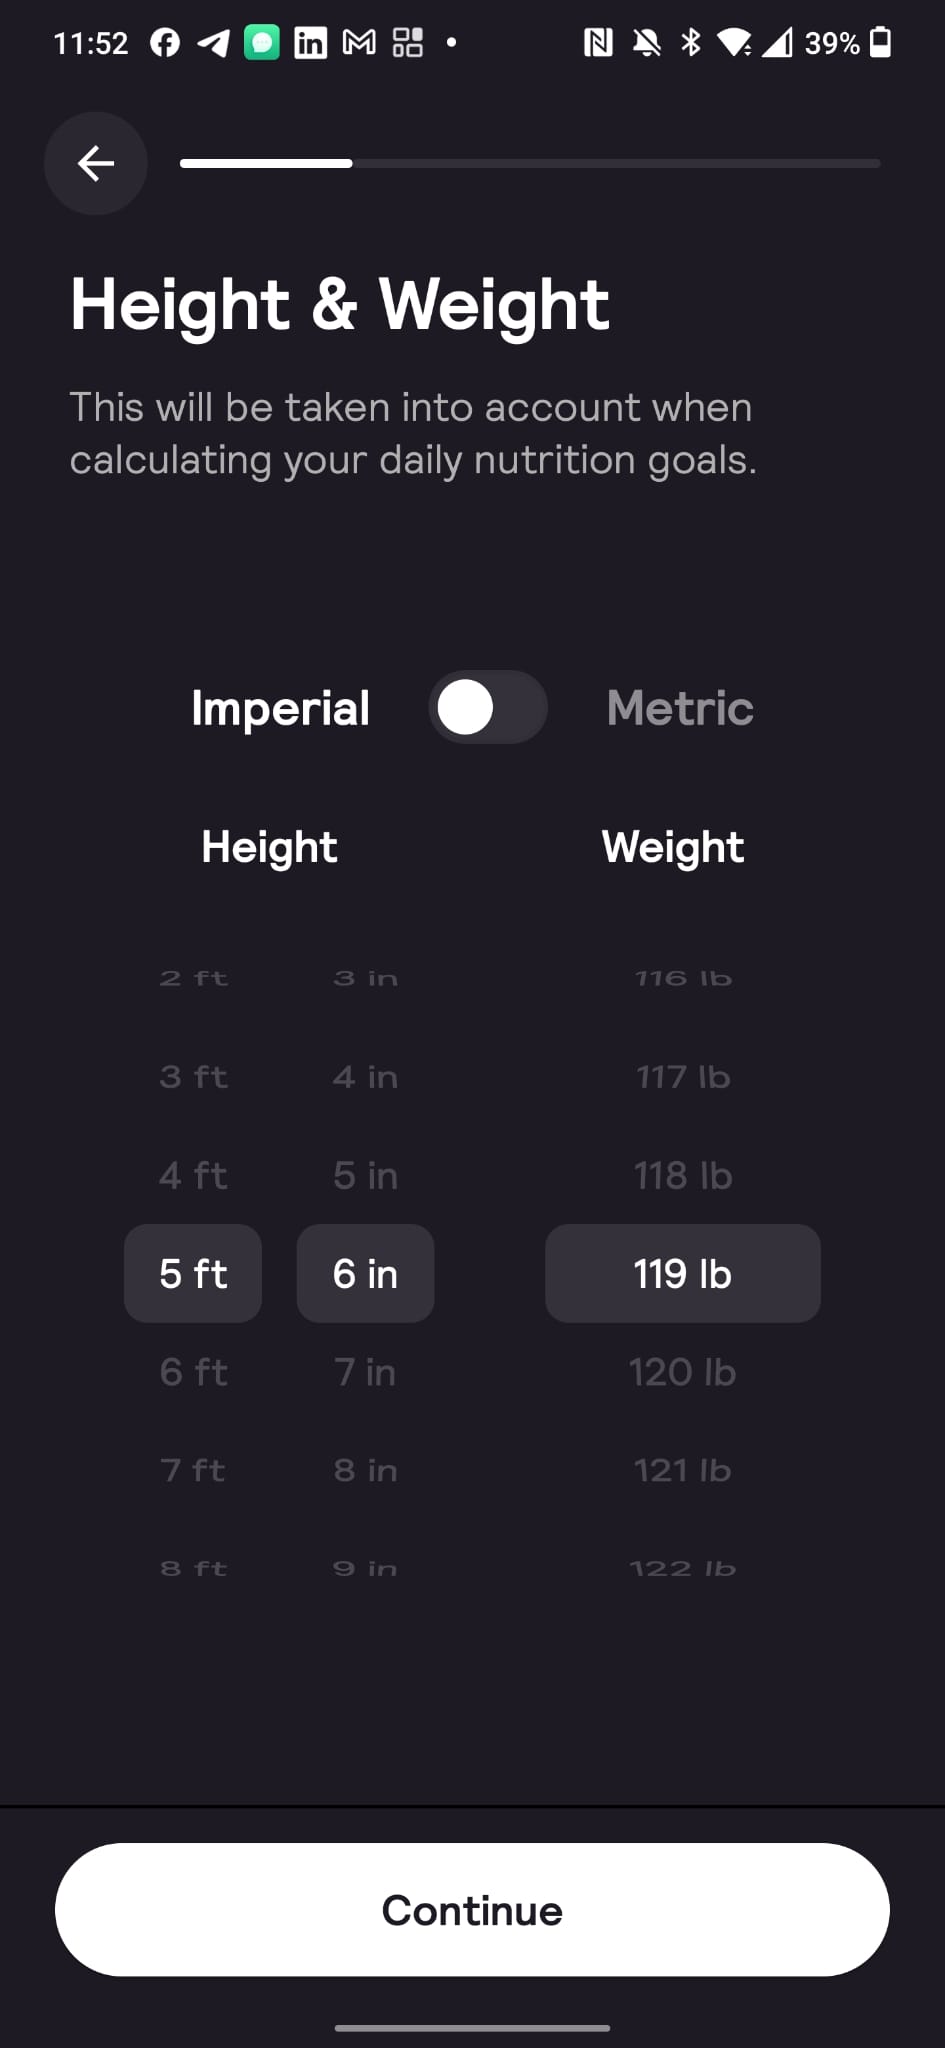 11:52 in 39%
Height & Weight
This will be taken into account when
calculating your daily nutrition goals.
Imperial Metric
Height Weight
2 ft 3 in 116 lb
3 ft 4 in 117 lb
4 ft 5 in 118 lb
5 ft 6 in 119 lb
6 ft 7 in 120 lb
7 ft 8 in 121 lb
8 ft 9 in 122 lb
Continue